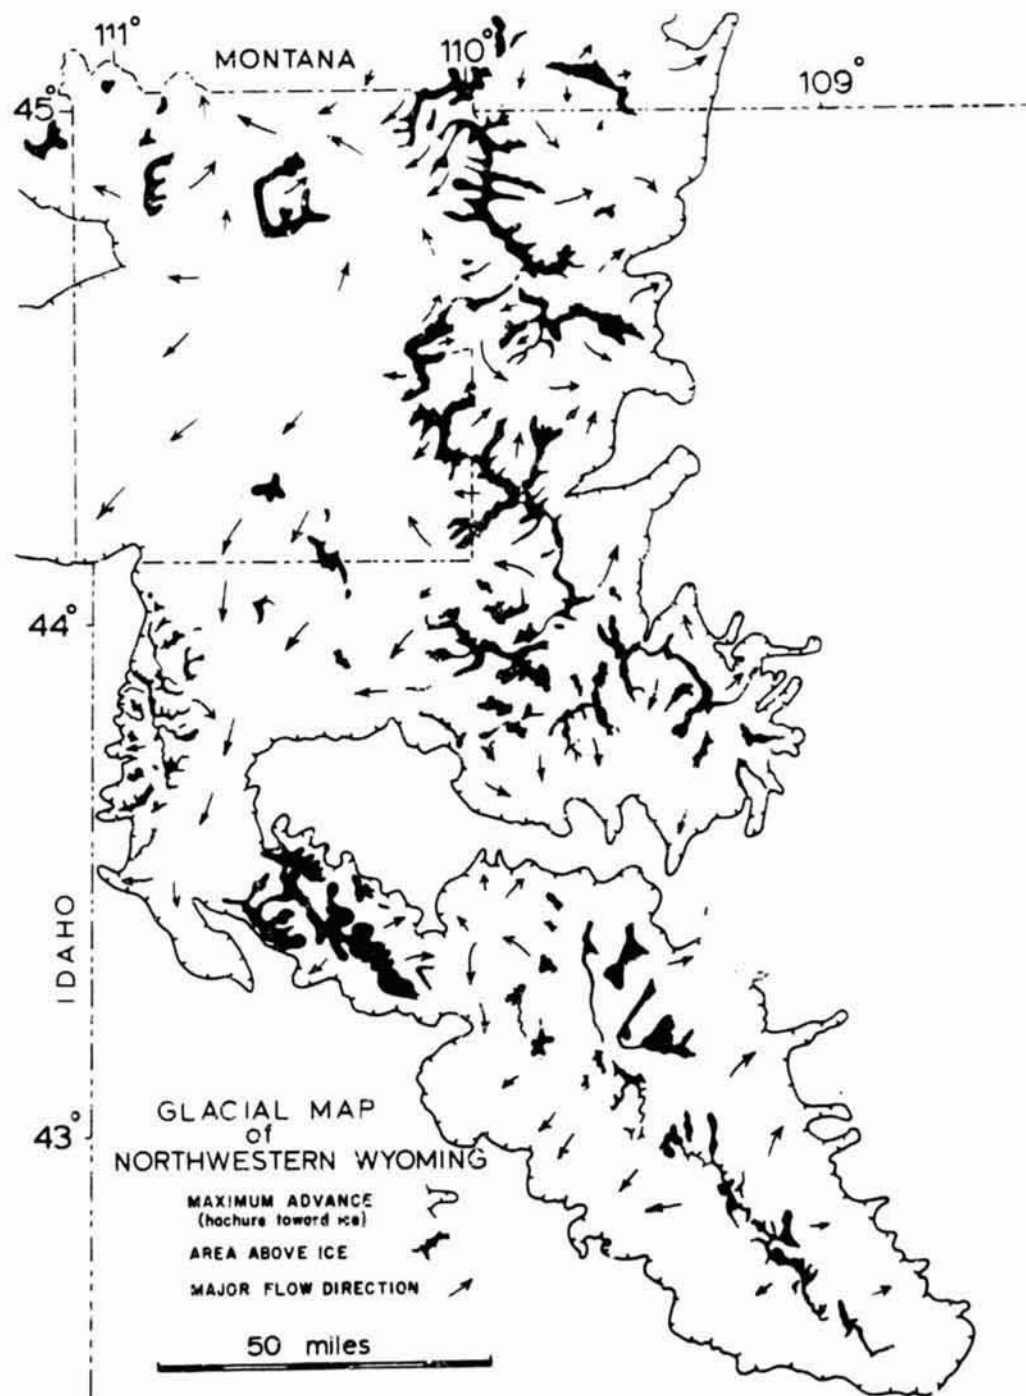 111°
110°
MONTANA
109°
45°
44°
IDAHO
43°
GLACIAL MAP
of
NORTHWESTERN WYOMING
MAXIMUM ADVANCE
(hachure toward ice)
AREA ABOVE ICE
MAJOR FLOW DIRECTION
50 miles